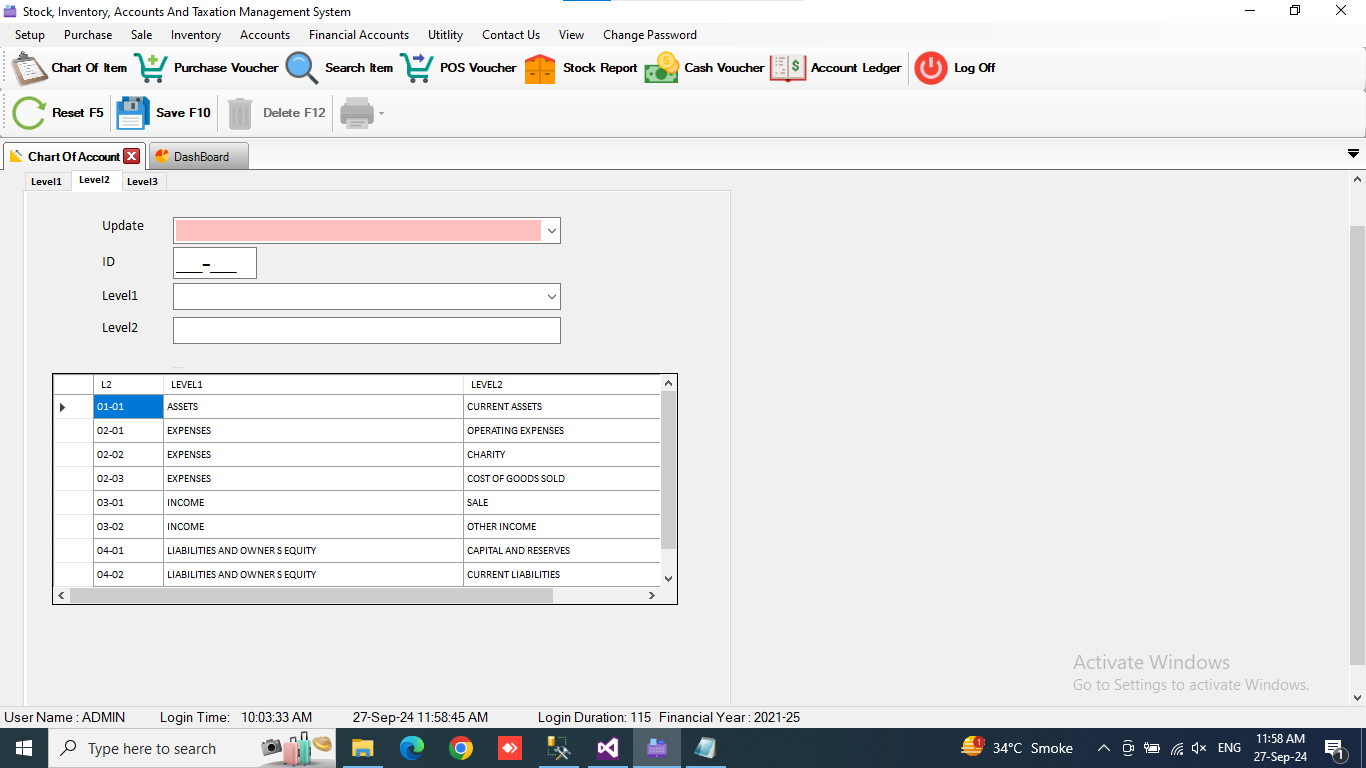 Stock, Inventory, Accounts And Taxation Management System
Setup Purchase Sale Inventory Accounts Financial Accounts Uitility Contact Us View Change Password
Chart Of Item Purchase Voucher Search Item POS Voucher Stock Report Cash Voucher Account Ledger Log Off
Reset F5 Save F10 Delete F12
Chart Of Account DashBoard
Level1 Level2 Level3
Update
ID ____-____
Level1
Level2
L2 LEVEL1 LEVEL2
01-01 ASSETS CURRENT ASSETS
02-01 EXPENSES OPERATING EXPENSES
02-02 EXPENSES CHARITY
02-03 EXPENSES COST OF GOODS SOLD
03-01 INCOME SALE
03-02 INCOME OTHER INCOME
04-01 LIABILITIES AND OWNER S EQUITY CAPITAL AND RESERVES
04-02 LIABILITIES AND OWNER S EQUITY CURRENT LIABILITIES
Activate Windows
Go to Settings to activate Windows.
User Name : ADMIN Login Time: 10:03:33 AM 27-Sep-24 11:58:45 AM Login Duration: 115 Financial Year : 2021-25
Type here to search 1 34°C Smoke ENG 11:58 AM
27-Sep-24 1